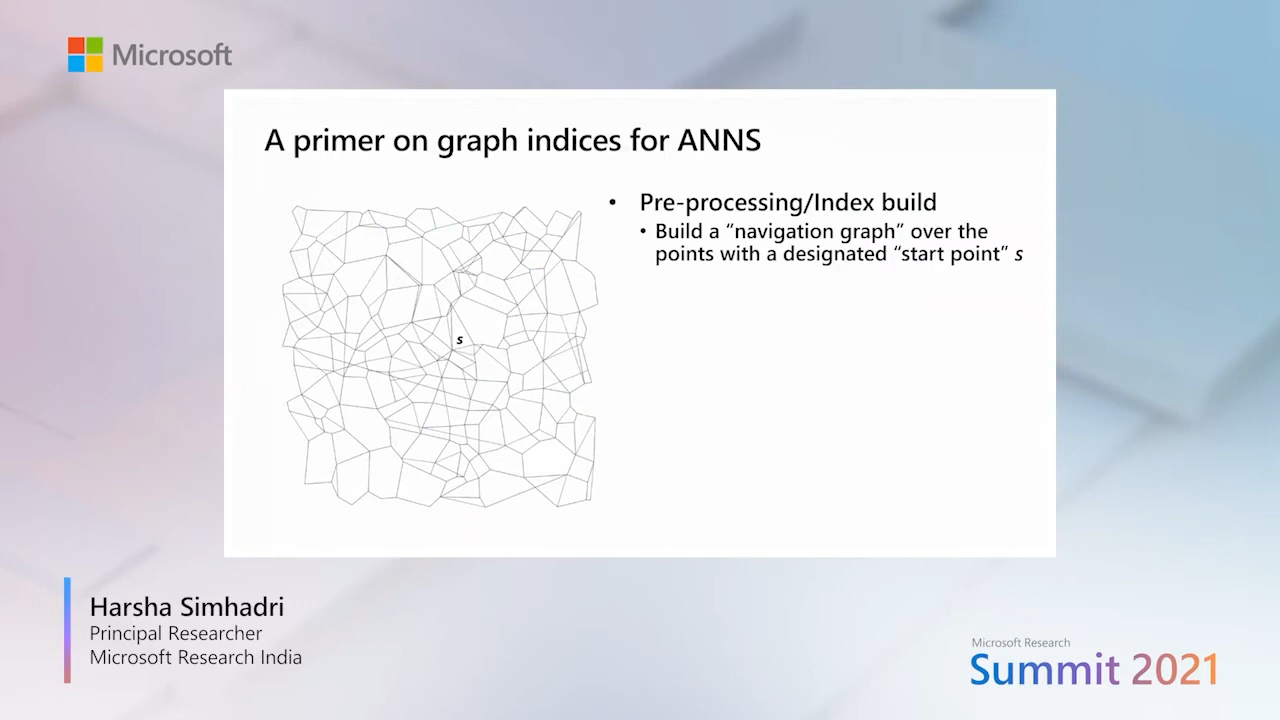 Microsoft
A primer on graph indices for ANNS
• Pre-processing/Index build
• Build a “navigation graph” over the
points with a designated “start point” s
s
Harsha Simhadri
Principal Researcher
Microsoft Research India
Microsoft Research
Summit 2021